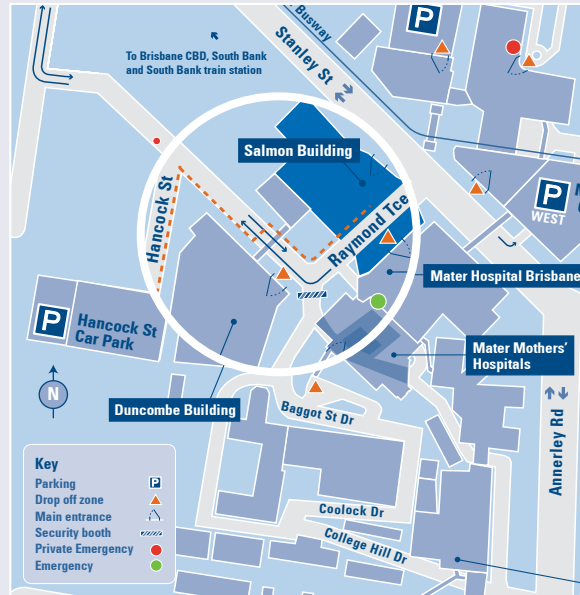 Busway
P
To Brisbane CBD, South Bank
and South Bank train station
Stanley St
Salmon Building
P
WEST
Hancock St
Raymond Tce
Mater Hospital Brisbane
P
Hancock St
Car Park
Mater Mothers'
Hospitals
N
Duncombe Building
Baggot St Dr
Annerley Rd
Key
Parking
P
Drop off zone
Main entrance
Security booth
Private Emergency
Emergency
Coolock Dr
College Hill Dr